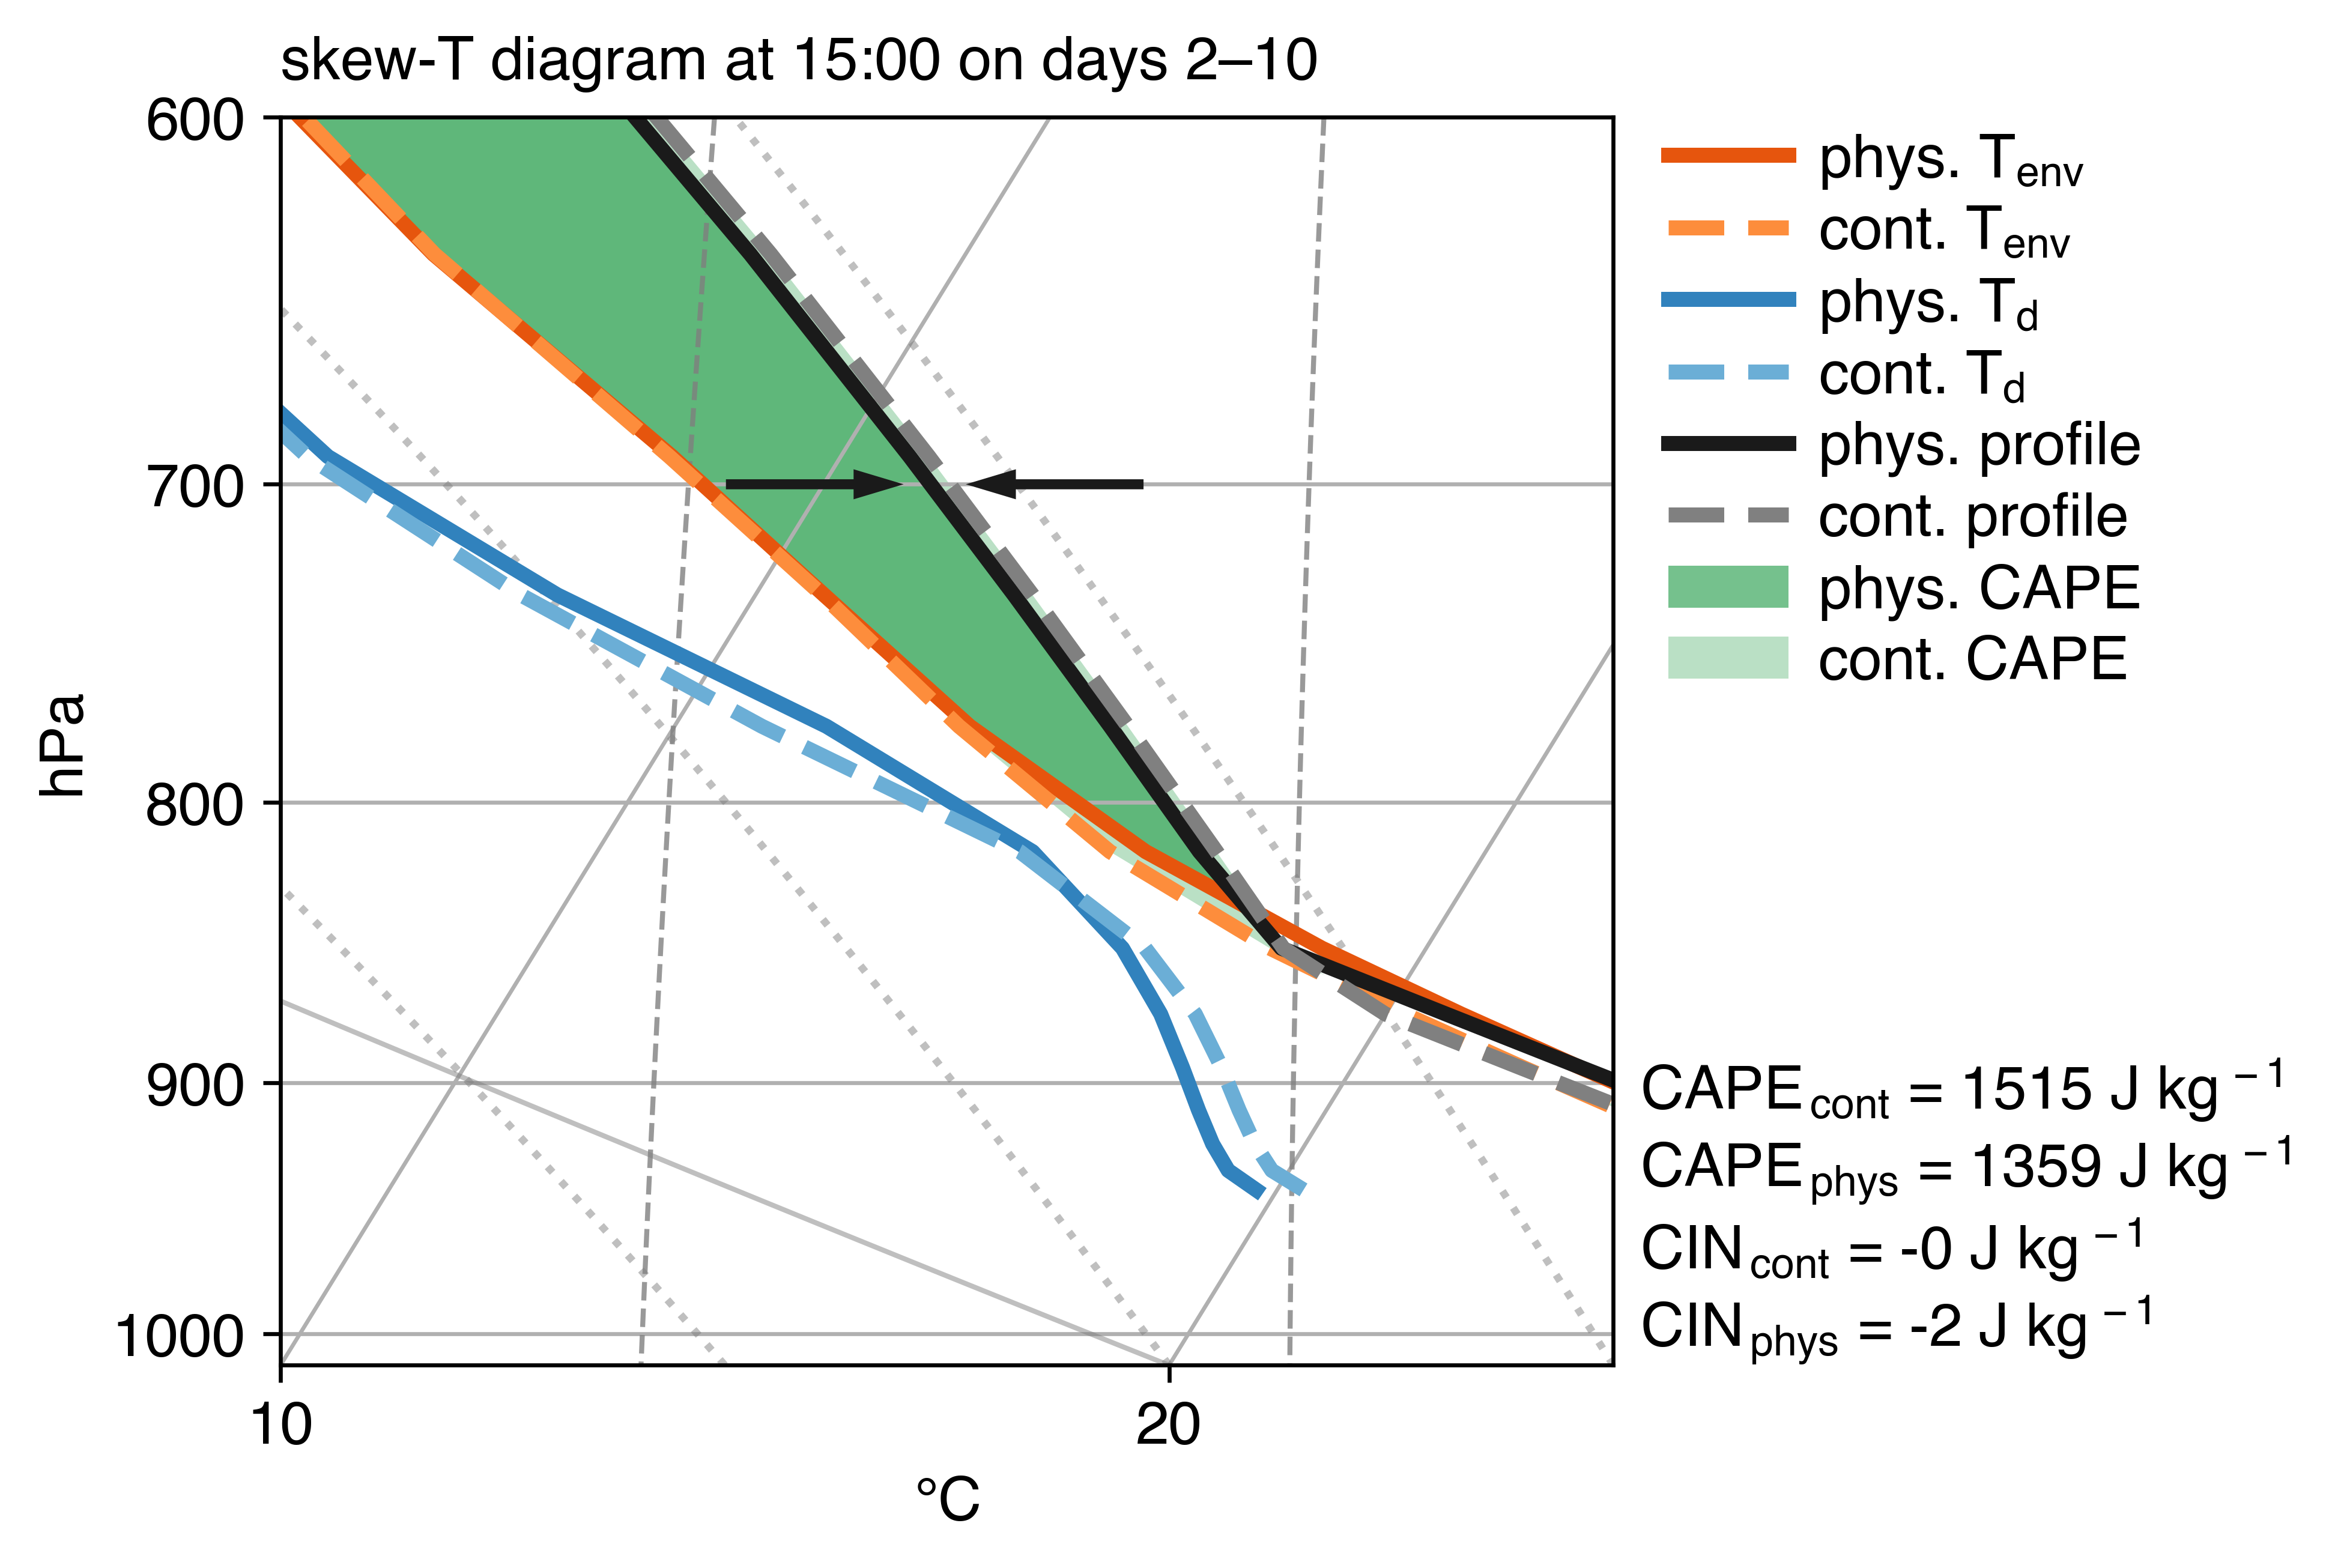 skew-T diagram at 15:00 on days 2–10
600
700
800
900
1000
hPa
10
20
°C
phys. T_env
cont. T_env
phys. T_d
cont. T_d
phys. profile
cont. profile
phys. CAPE
cont. CAPE
CAPE_cont = 1515 J kg⁻¹
CAPE_phys = 1359 J kg⁻¹
CIN_cont = -0 J kg⁻¹
CIN_phys = -2 J kg⁻¹